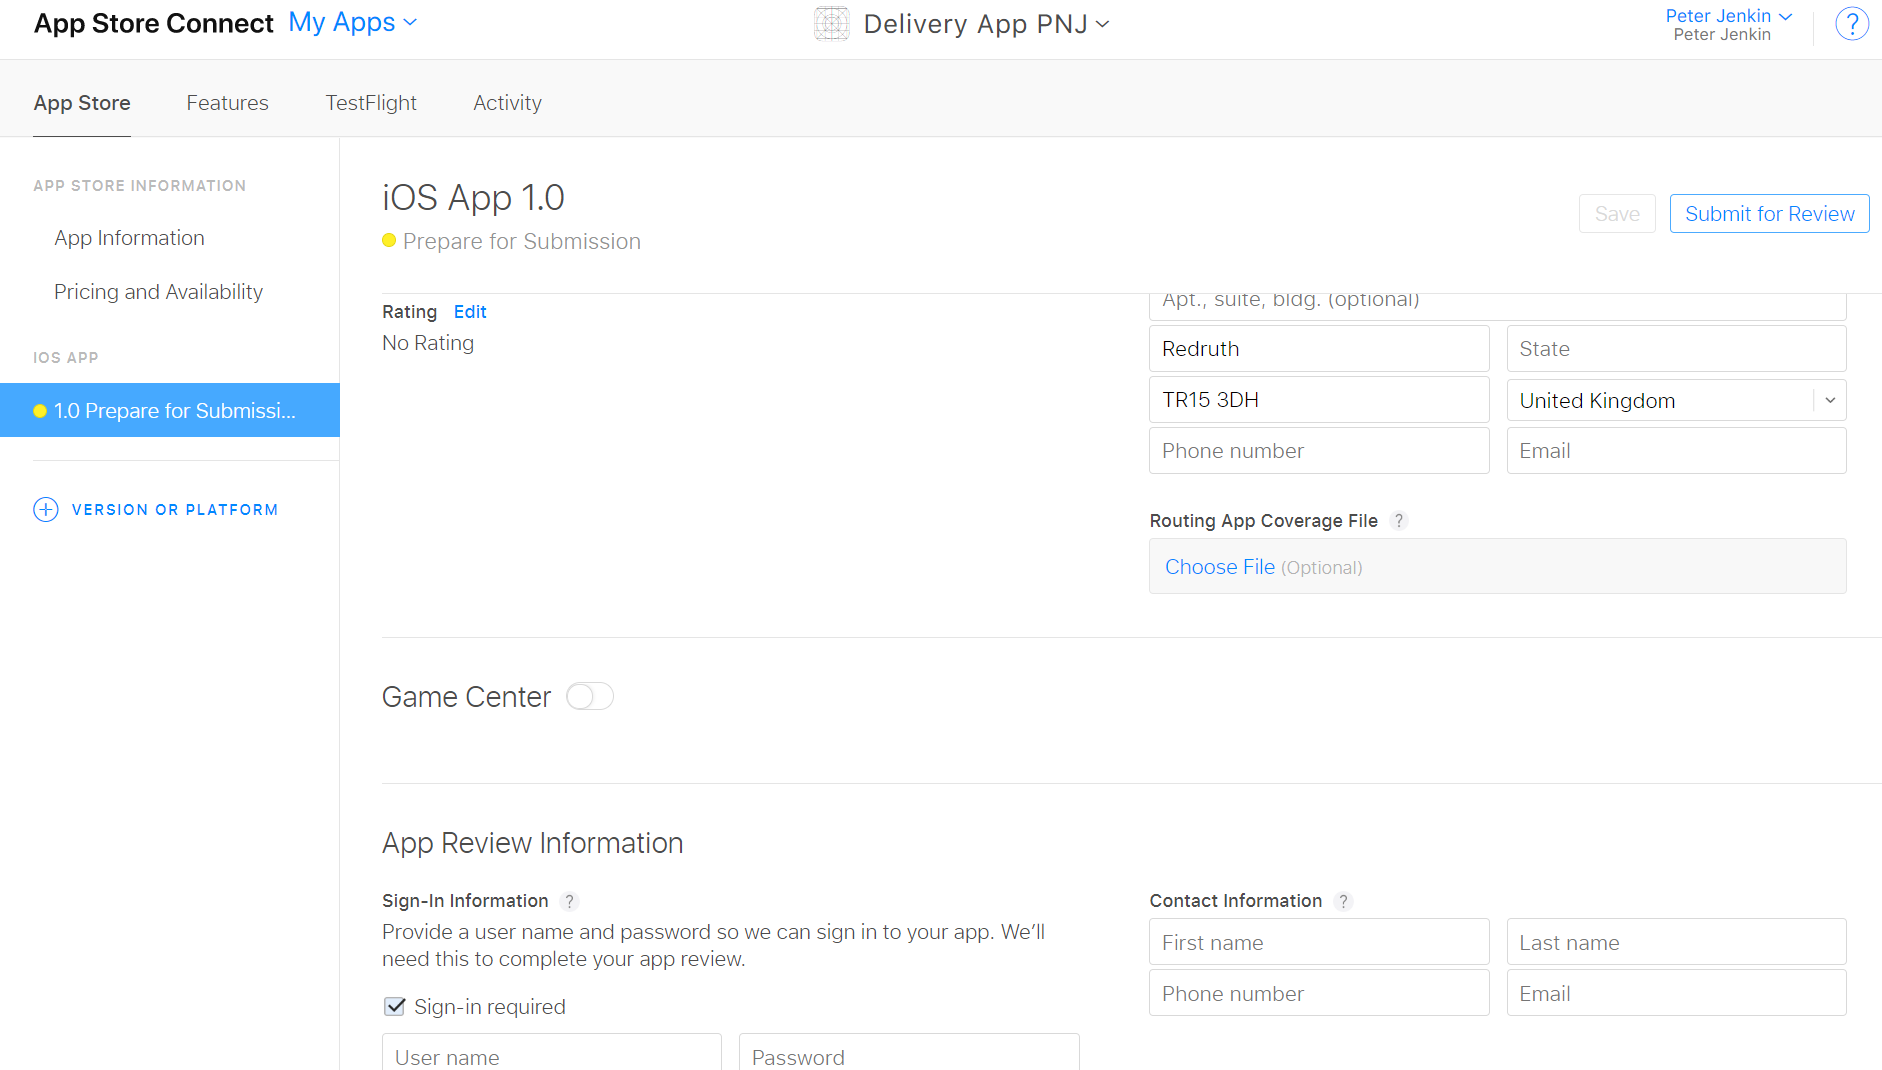 App Store Connect My Apps
Delivery App PNJ
Peter Jenkin
Peter Jenkin
?
App Store Features TestFlight Activity
APP STORE INFORMATION
App Information
Pricing and Availability
IOS APP
1.0 Prepare for Submissi...
VERSION OR PLATFORM
iOS App 1.0
Prepare for Submission
Save Submit for Review
Rating Edit
No Rating
Apt., suite, bldg. (optional)
Redruth State
TR15 3DH United Kingdom
Phone number Email
Routing App Coverage File ?
Choose File (Optional)
Game Center
App Review Information
Sign-In Information ?
Provide a user name and password so we can sign in to your app. We’ll
need this to complete your app review.
Sign-in required
User name Password
Contact Information ?
First name Last name
Phone number Email